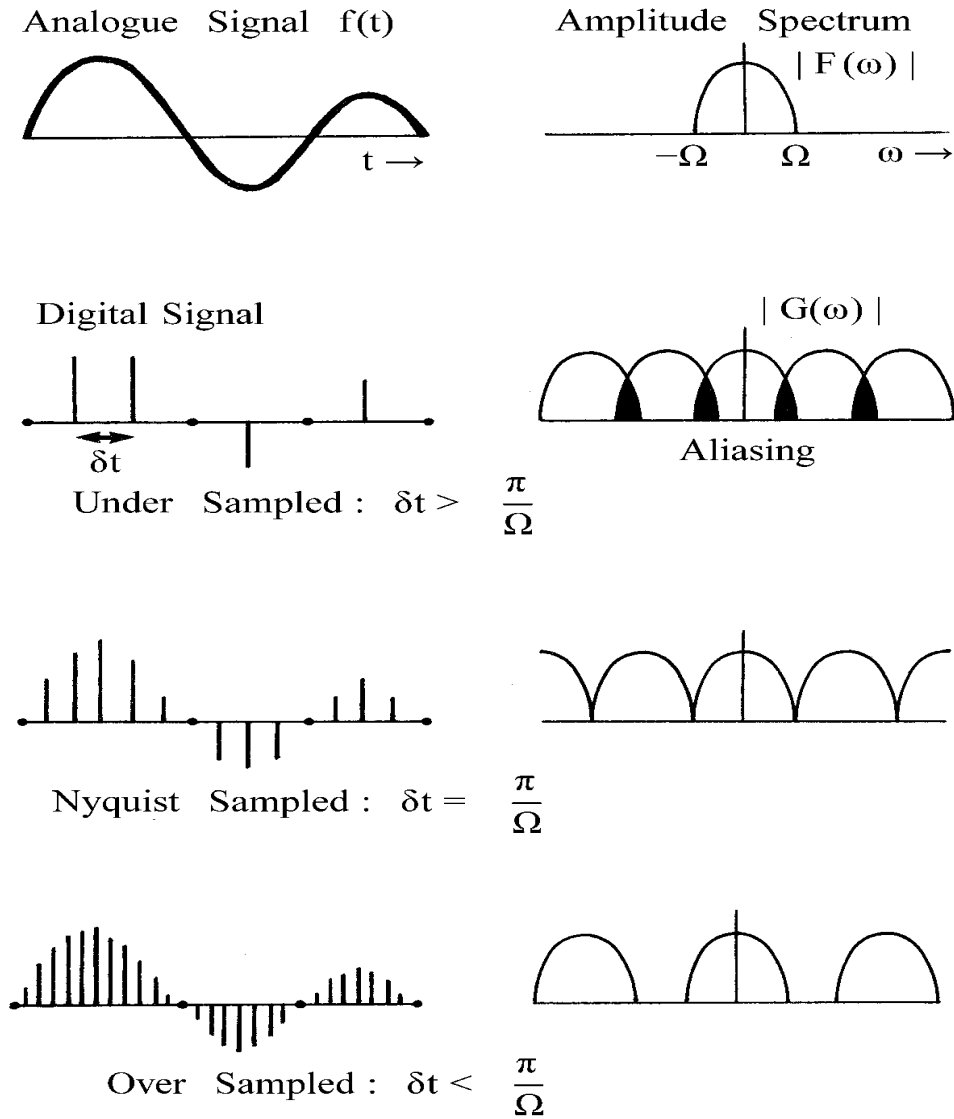 Analogue Signal f(t)
Amplitude Spectrum
| F(ω) |
t →
−Ω Ω ω →
Digital Signal
| G(ω) |
δt
Aliasing
Under Sampled : δt > π/Ω
Nyquist Sampled : δt = π/Ω
Over Sampled : δt < π/Ω